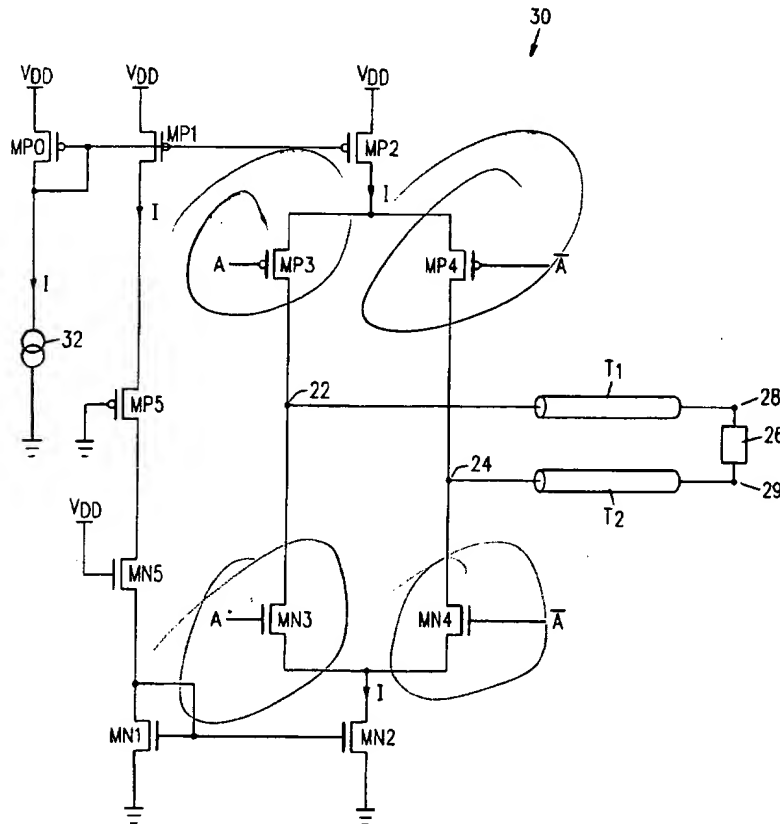 30
VDD
VDD
VDD
MP0
MP1
MP2
I
I
I
A
MP3
MP4
A̅
32
T1
22
28
MP5
26
24
29
T2
VDD
MN5
A
MN3
MN4
A̅
I
MN1
MN2